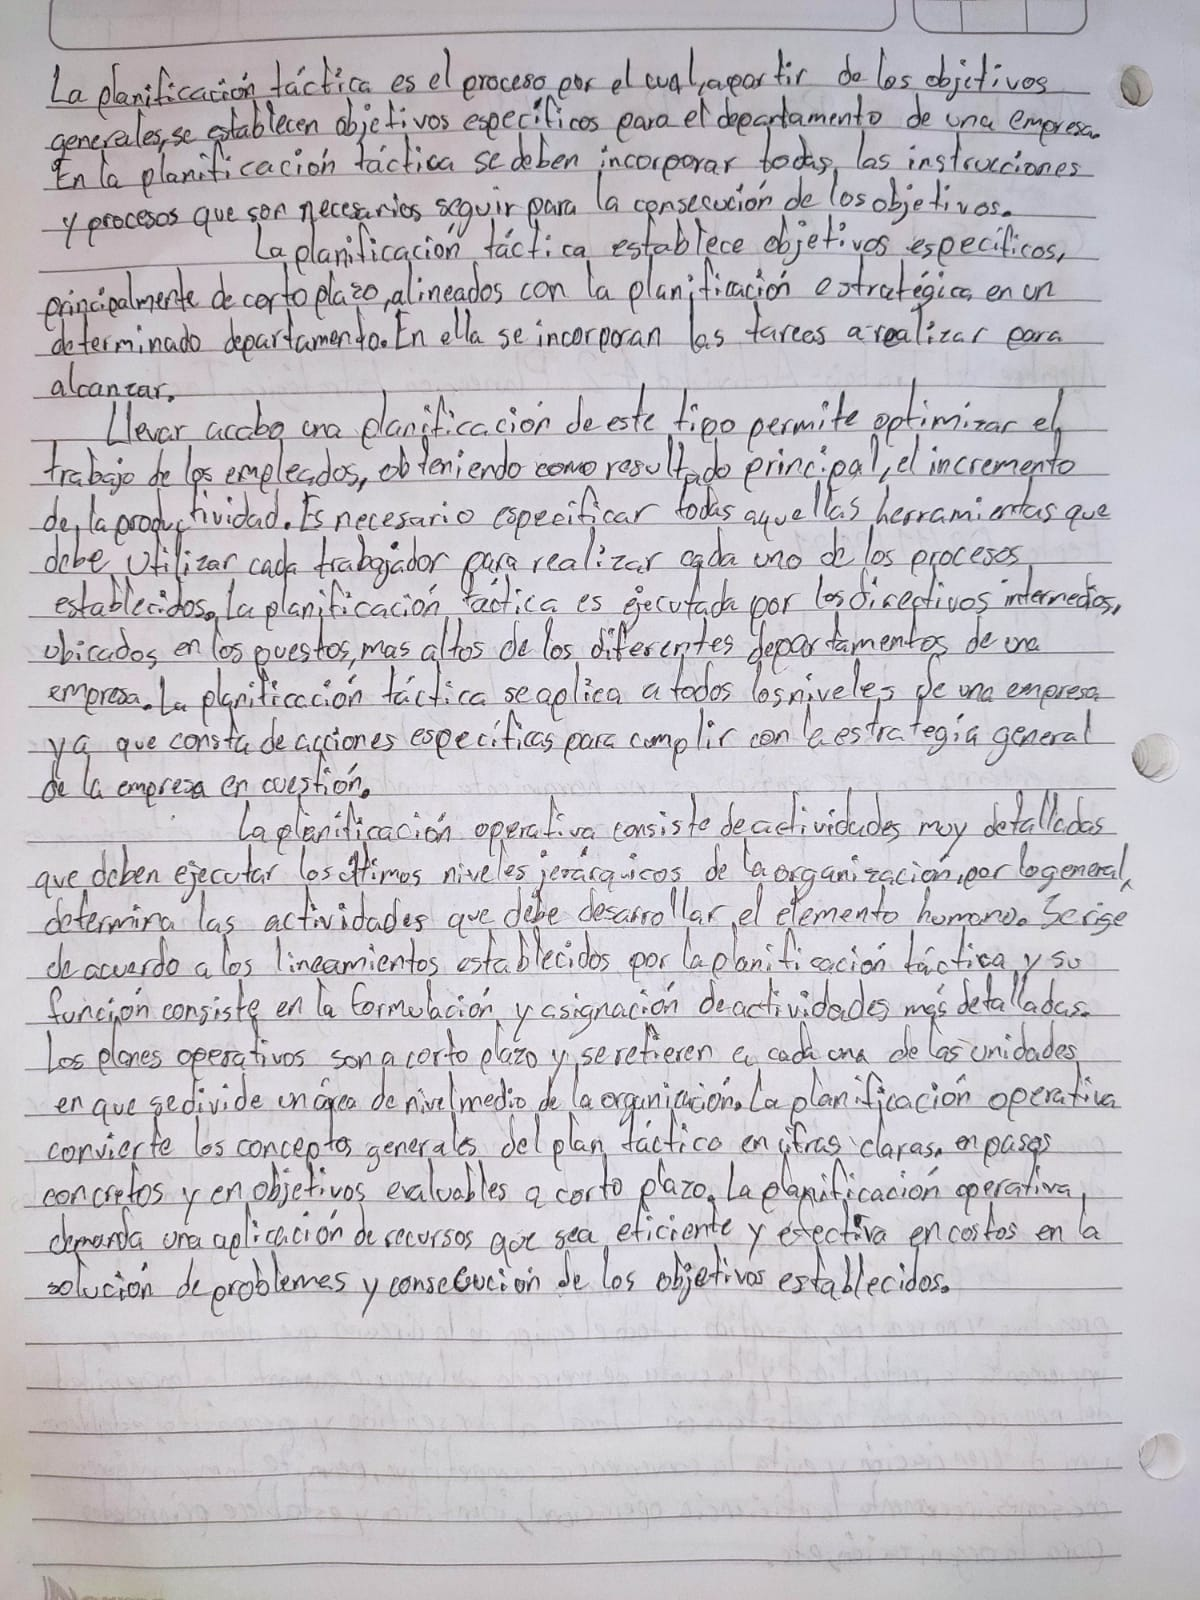 La planificación táctica es el proceso por el cual, apartir de los objetivos
generales, se establecen objetivos específicos para el departamento de una empresa.
En la planificación táctica se deben incorporar todas las instrucciones
y procesos que son necesarios seguir para la consecución de los objetivos.
La planificación táctica establece objetivos específicos,
principalmente de corto plazo, alineados con la planificación estratégica en un
determinado departamento. En ella se incorporan las tareas a realizar para
alcanzar.
Llevar acabo una planificación de este tipo permite optimizar el
trabajo de los empleados, obteniendo como resultado principal, el incremento
de la productividad. Es necesario especificar todas aquellas herramientas que
debe utilizar cada trabajador para realizar cada uno de los procesos
establecidos. La planificación táctica es ejecutada por los directivos intermedios,
ubicados en los puestos mas altos de los diferentes departamentos de una
empresa. La planificación táctica se aplica a todos los niveles de una empresa
ya que consta de acciones específicas para cumplir con la estrategia general
de la empresa en cuestión.
La planificación operativa consiste de actividades muy detalladas
que deben ejecutar los últimos niveles jerárquicos de la organización, por lo general,
determina las actividades que debe desarrollar el elemento humano. Se rige
de acuerdo a los lineamientos establecidos por la planificación táctica y su
función consiste en la formulación y asignación de actividades más detalladas.
Los planes operativos son a corto plazo y se refieren a cada una de las unidades
en que se divide un área de nivel medio de la organización. La planificación operativa
convierte los conceptos generales del plan táctico en cifras claras, en pasos
concretos y en objetivos evaluables a corto plazo. La planificación operativa
demanda una aplicación de recursos que sea eficiente y efectiva en costos en la
solución de problemas y consecución de los objetivos establecidos.